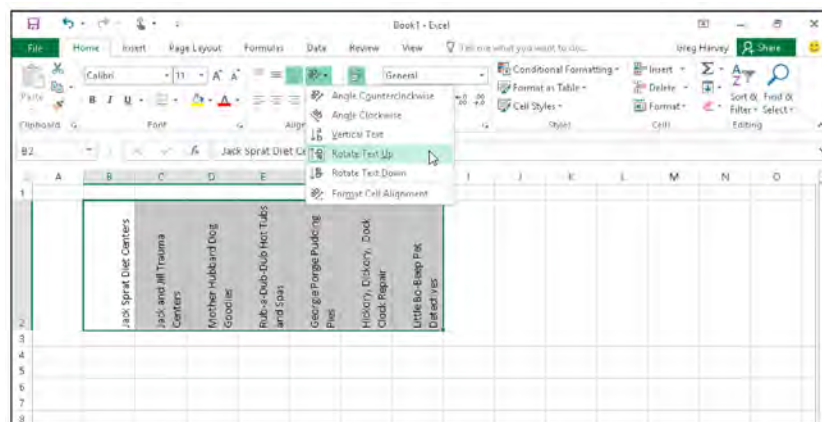 Book1 - Excel
File Home Insert Page Layout Formulas Data Review View Tell me what you want to do... Greg Harvey Share
Calibri 11 A A General Conditional Formatting Insert
Paste B I U A Format as Table Delete Sort & Find &
Cell Styles Format Filter Select
Clipboard Font Styles Cells Editing
Angle Counterclockwise
Angle Clockwise
Vertical Text
Rotate Text Up
Rotate Text Down
Format Cell Alignment
B2 fx Jack Sprat Diet Ce
A B C D E I J K L M N O
1
2
Jack Sprat Diet Centers
Jack and Jill Trauma
Centers
Mother Hubbard Dog
Goodies
Rub-a-Dub-Dub Hot Tubs
and Spas
Georgie Porgie Pudding
Pies
Hickory, Dickory, Dock
Clock Repair
Little Bo-Beep Pet
Detectives
3
4
5
6
7
8